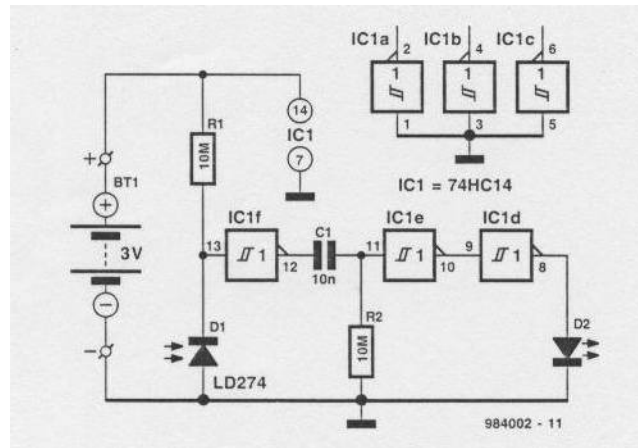 IC1a IC1b IC1c
2 4 6
1 1 1
14
R1
IC1
10M
1 3 5
7
+
BT1
IC1 = 74HC14
+
IC1f C1 IC1e IC1d
3V
13 1 12 11 1 10 9 1 8
10n
−
D1 R2 D2
10M
−
LD274
984002 - 11